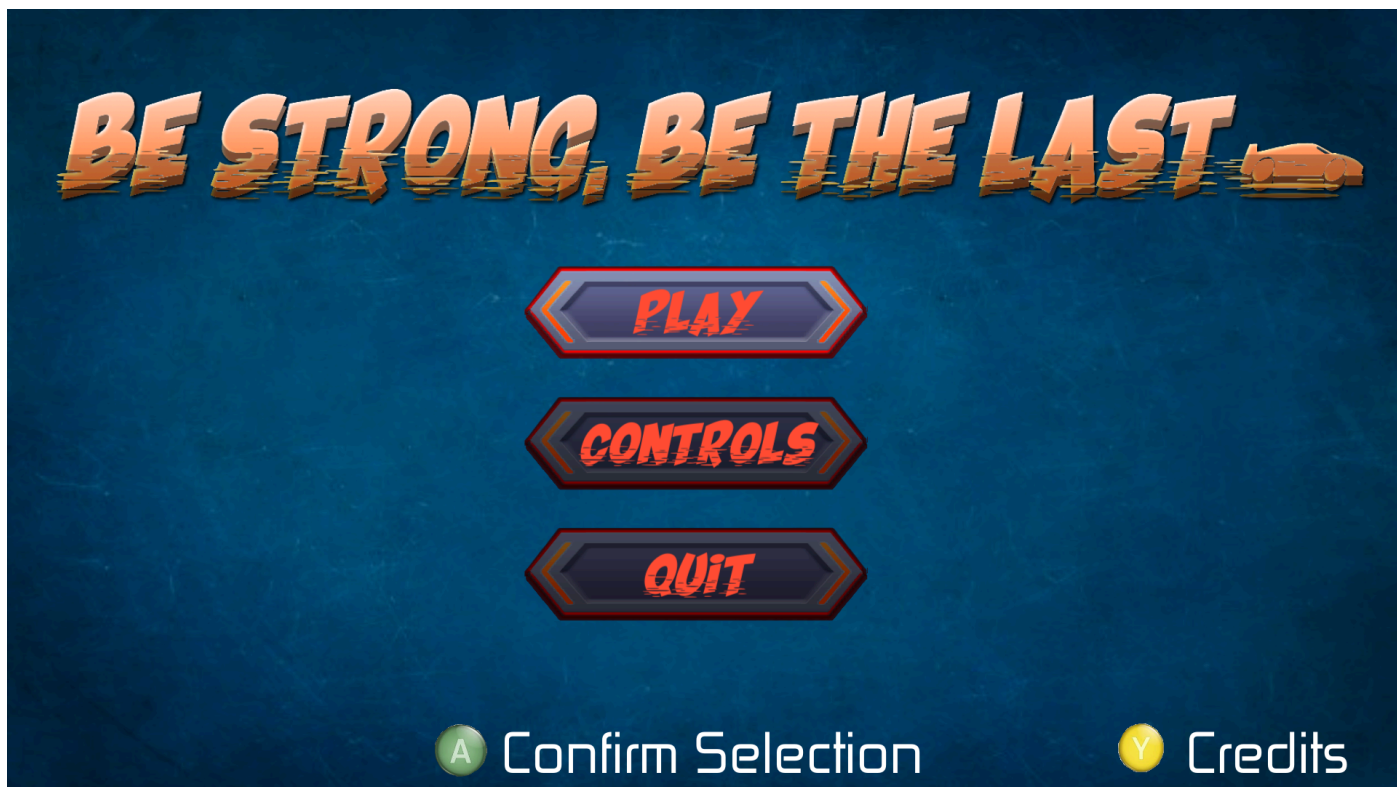 BE STRONG, BE THE LAST
PLAY
CONTROLS
QUiT
A Confirm Selection
Y Credits